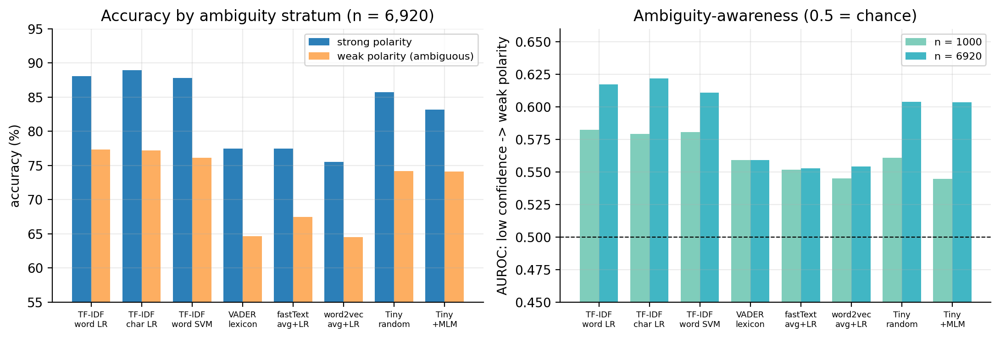 Accuracy by ambiguity stratum (n = 6,920)
strong polarity
weak polarity (ambiguous)
accuracy (%)
95
90
85
80
75
70
65
60
55
TF-IDF
word LR
TF-IDF
char LR
TF-IDF
word SVM
VADER
lexicon
fastText
avg+LR
word2vec
avg+LR
Tiny
random
Tiny
+MLM
Ambiguity-awareness (0.5 = chance)
n = 1000
n = 6920
AUROC: low confidence -> weak polarity
0.650
0.625
0.600
0.575
0.550
0.525
0.500
0.475
0.450
TF-IDF
word LR
TF-IDF
char LR
TF-IDF
word SVM
VADER
lexicon
fastText
avg+LR
word2vec
avg+LR
Tiny
random
Tiny
+MLM